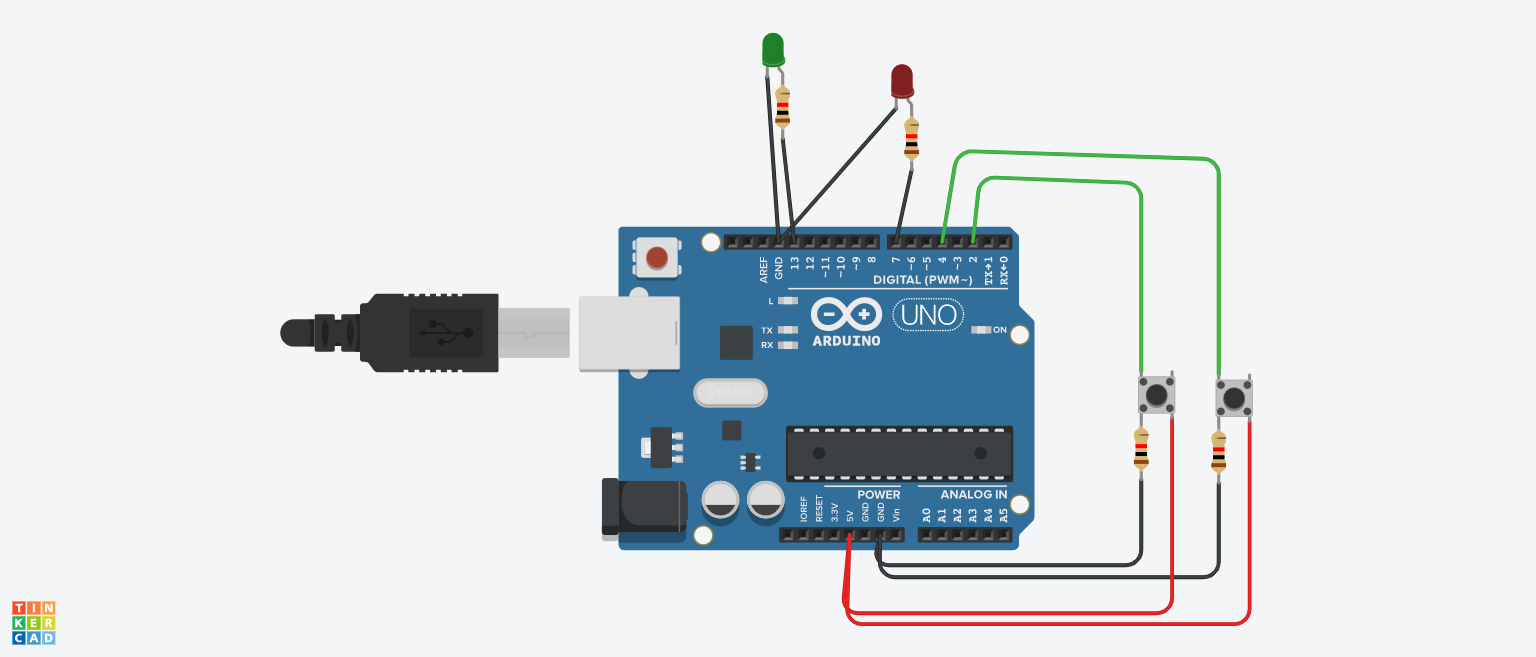 AREF
GND
13
12
~11
~10
~9
8
7
~6
~5
4
~3
2
TX→1
RX←0
DIGITAL (PWM~)
L
TX
RX
ARDUINO
UNO
ON
POWER
ANALOG IN
IOREF
RESET
3.3V
5V
GND
GND
Vin
A0
A1
A2
A3
A4
A5
TIN
KER
CAD